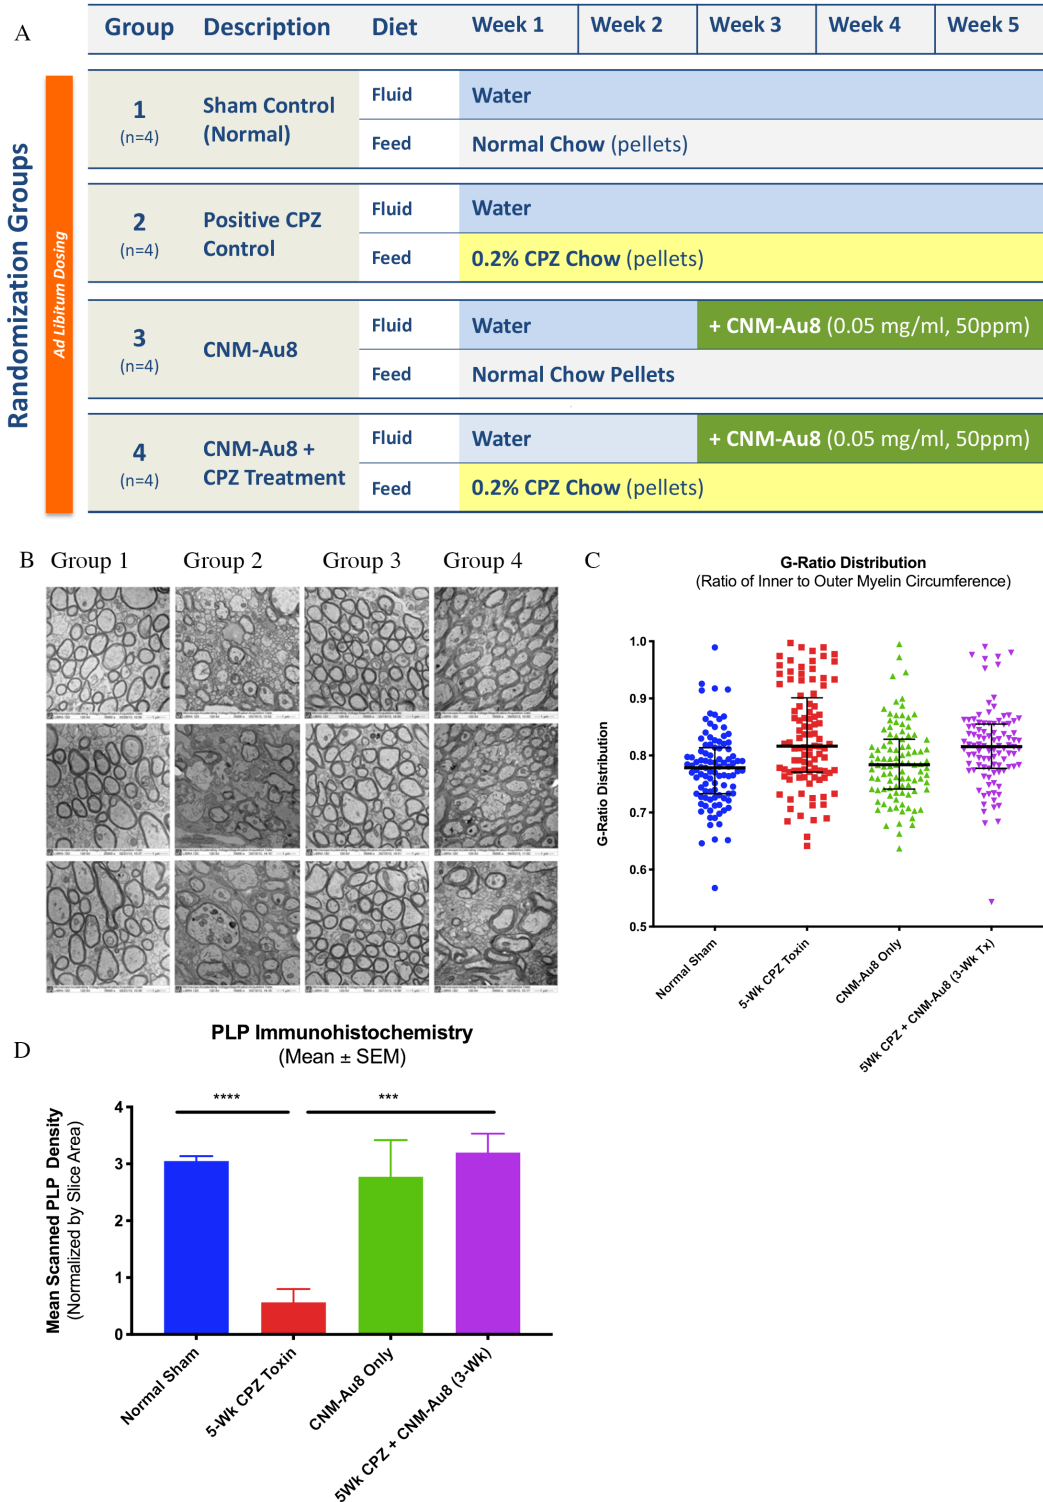 A
Group Description Diet Week 1 Week 2 Week 3 Week 4 Week 5
Randomization Groups
Ad Libitum Dosing
1
(n=4)
Sham Control
(Normal)
Fluid
Water
Feed
Normal Chow (pellets)
2
(n=4)
Positive CPZ
Control
Fluid
Water
Feed
0.2% CPZ Chow (pellets)
3
(n=4)
CNM-Au8
Fluid
Water
+ CNM-Au8 (0.05 mg/ml, 50ppm)
Feed
Normal Chow Pellets
4
(n=4)
CNM-Au8 +
CPZ Treatment
Fluid
Water
+ CNM-Au8 (0.05 mg/ml, 50ppm)
Feed
0.2% CPZ Chow (pellets)
B Group 1 Group 2 Group 3 Group 4
C
G-Ratio Distribution
(Ratio of Inner to Outer Myelin Circumference)
G-Ratio Distribution
1.0
0.9
0.8
0.7
0.6
0.5
Normal Sham
5-Wk CPZ Toxin
CNM-Au8 Only
5Wk CPZ + CNM-Au8 (3-Wk Tx)
D
PLP Immunohistochemistry
(Mean ± SEM)
Mean Scanned PLP Density
(Normalized by Slice Area)
4
3
2
1
0
****
***
Normal Sham
5-Wk CPZ Toxin
CNM-Au8 Only
5Wk CPZ + CNM-Au8 (3-Wk)